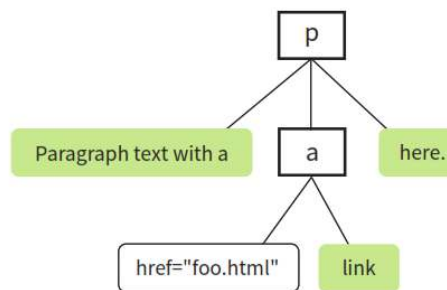 p
Paragraph text with a
a
here.
href="foo.html"
link